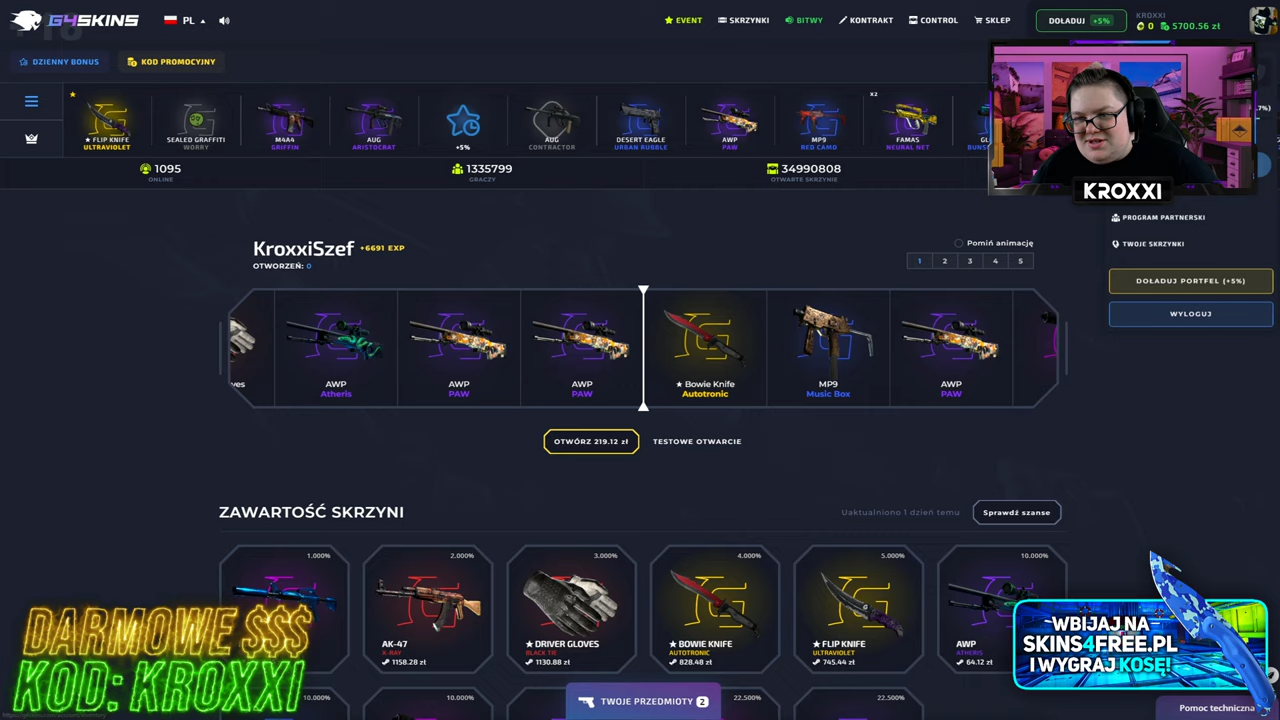 G4SKINS
PL
EVENT
SKRZYNKI
BITWY
KONTRAKT
CONTROL
SKLEP
DOŁADUJ +5%
KROXXI
0 5700.56 zł
DZIENNY BONUS
KOD PROMOCYJNY
★ FLIP KNIFE
ULTRAVIOLET
SEALED GRAFFITI
WORRY
M4A4
GRIFFIN
AUG
ARISTOCRAT
+5%
AUG
CONTRACTOR
DESERT EAGLE
URBAN RUBBLE
AWP
PAW
MP9
RED CAMO
X2
FAMAS
NEURAL NET
1095
ONLINE
1335799
GRACZY
34990808
OTWARTE SKRZYNIE
KROXXI
PROGRAM PARTNERSKI
TWOJE SKRZYNKI
DOŁADUJ PORTFEL (+5%)
WYLOGUJ
KroxxiSzef +6691 EXP
OTWORZEŃ: 0
Pomiń animację
1 2 3 4 5
ves
AWP
Atheris
AWP
PAW
AWP
PAW
★ Bowie Knife
Autotronic
MP9
Music Box
AWP
PAW
OTWÓRZ 219.12 zł
TESTOWE OTWARCIE
ZAWARTOŚĆ SKRZYNI
Uaktualniono 1 dzień temu
Sprawdź szanse
1.000%
2.000%
AK-47
X-RAY
1158.28 zł
3.000%
★ DRIVER GLOVES
BLACK TIE
1130.88 zł
4.000%
★ BOWIE KNIFE
AUTOTRONIC
828.48 zł
5.000%
★ FLIP KNIFE
ULTRAVIOLET
745.44 zł
10.000%
AWP
ATHERIS
64.12 zł
10.000%
10.000%
22.500%
22.500%
DARMOWE $$$
KOD: KROXXI
WBIJAJ NA
SKINS4FREE.PL
I WYGRAJ KOSĘ!
TWOJE PRZEDMIOTY 2
Pomoc techniczna